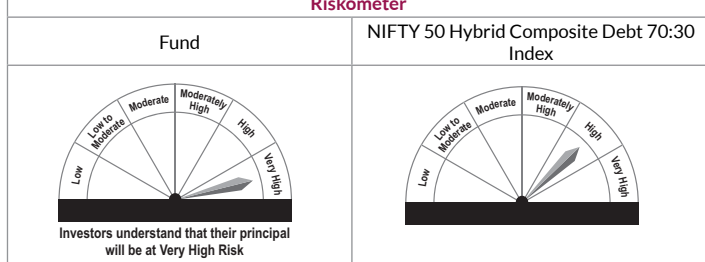 Riskometer
Fund
NIFTY 50 Hybrid Composite Debt 70:30
Index
Low
Low to
Moderate
Moderate
Moderately
High
High
Very High
Investors understand that their principal
will be at Very High Risk
Low
Low to
Moderate
Moderate
Moderately
High
High
Very High